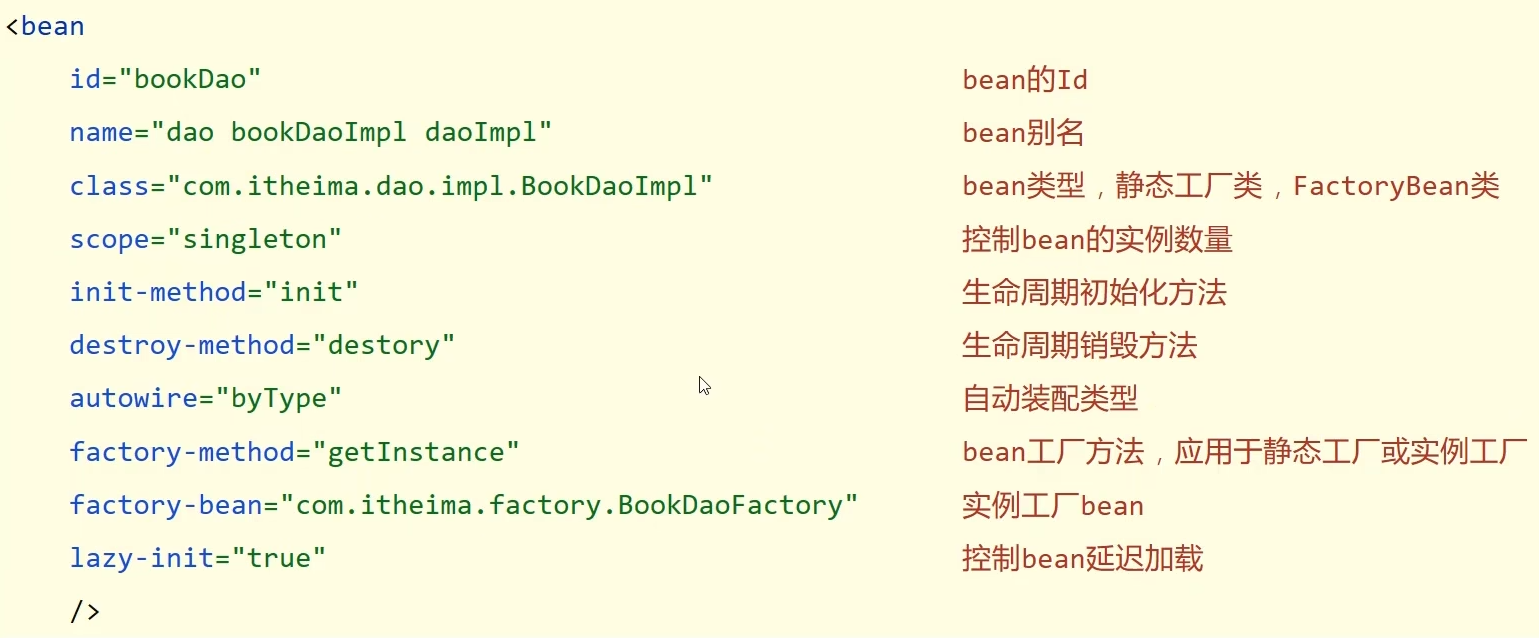 <bean
id="bookDao" bean的Id
name="dao bookDaoImpl daoImpl" bean别名
class="com.itheima.dao.impl.BookDaoImpl" bean类型，静态工厂类，FactoryBean类
scope="singleton" 控制bean的实例数量
init-method="init" 生命周期初始化方法
destroy-method="destory" 生命周期销毁方法
autowire="byType" 自动装配类型
factory-method="getInstance" bean工厂方法，应用于静态工厂或实例工厂
factory-bean="com.itheima.factory.BookDaoFactory" 实例工厂bean
lazy-init="true" 控制bean延迟加载
/>